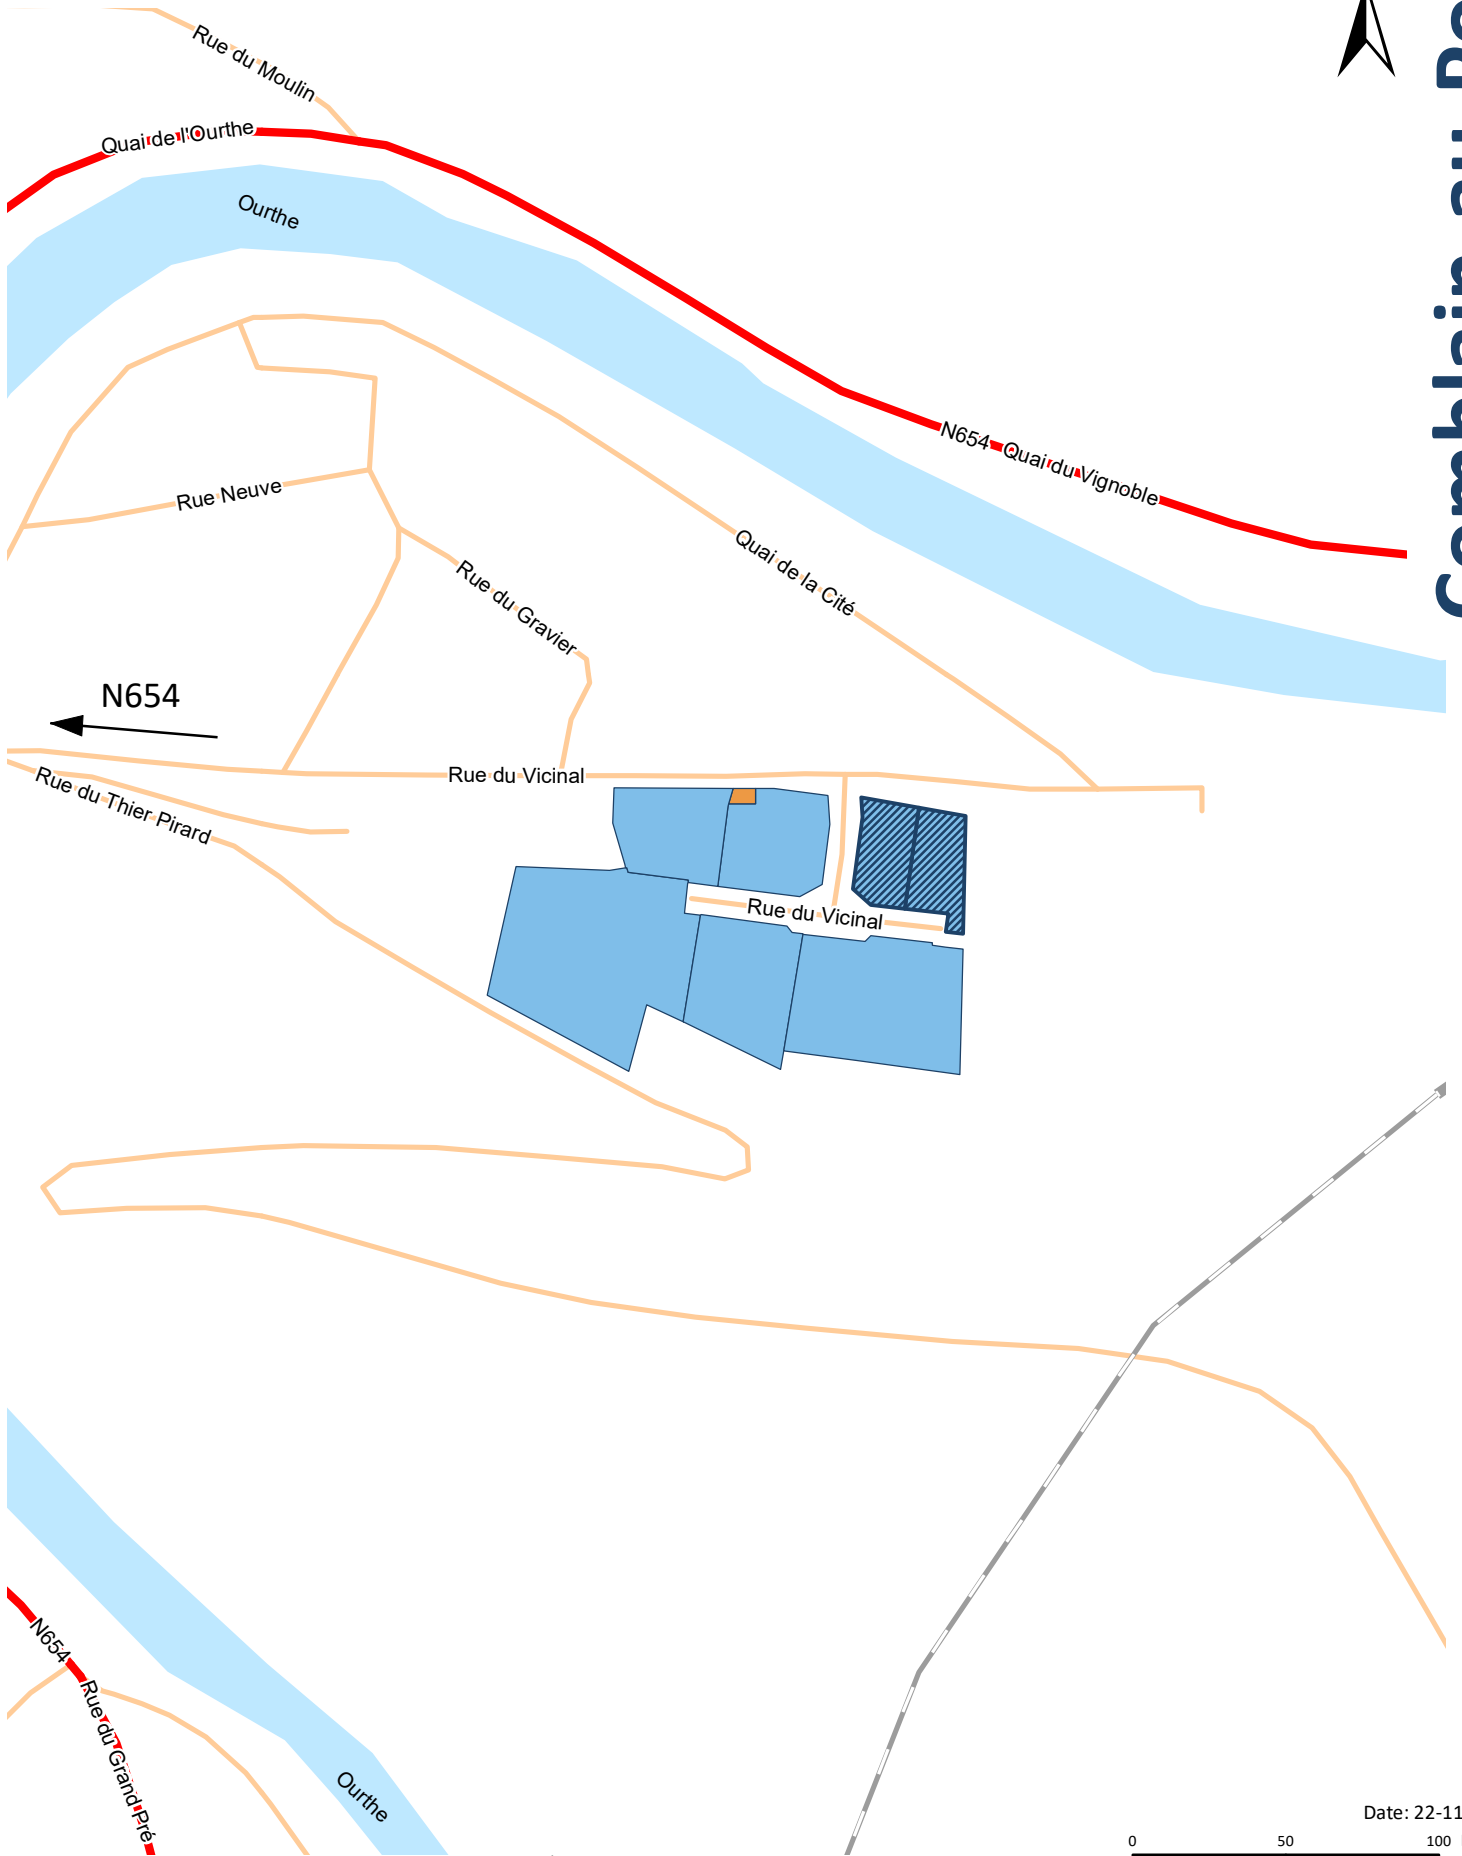 Rue du Moulin
Quai de l'Ourthe
Ourthe
N654 Quai du Vignoble
Rue Neuve
Quai de la Cité
Rue du Gravier
N654
Rue du Vicinal
Rue du Thier Pirard
Rue du Vicinal
N654
Rue du Grand Pré
Ourthe
Date: 22-11
0 50 100